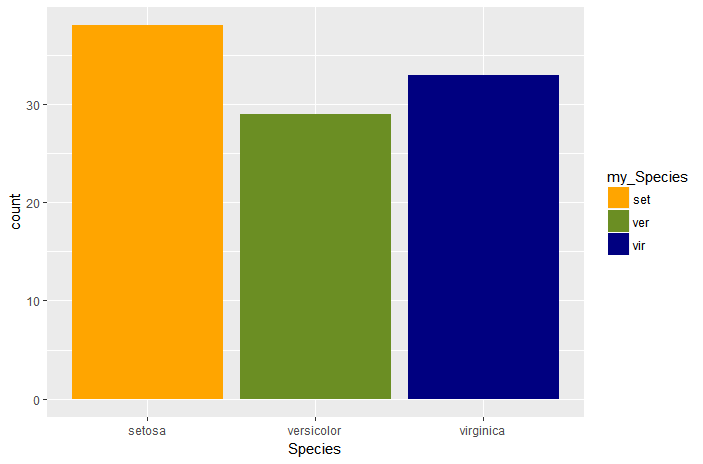 count
30
20
10
0
setosa
versicolor
virginica
Species
my_Species
set
ver
vir